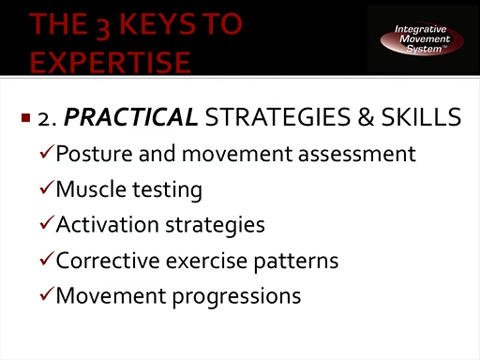 THE 3 KEYS TO
EXPERTISE
Integrative
Movement
System™
2. PRACTICAL STRATEGIES & SKILLS
Posture and movement assessment
Muscle testing
Activation strategies
Corrective exercise patterns
Movement progressions